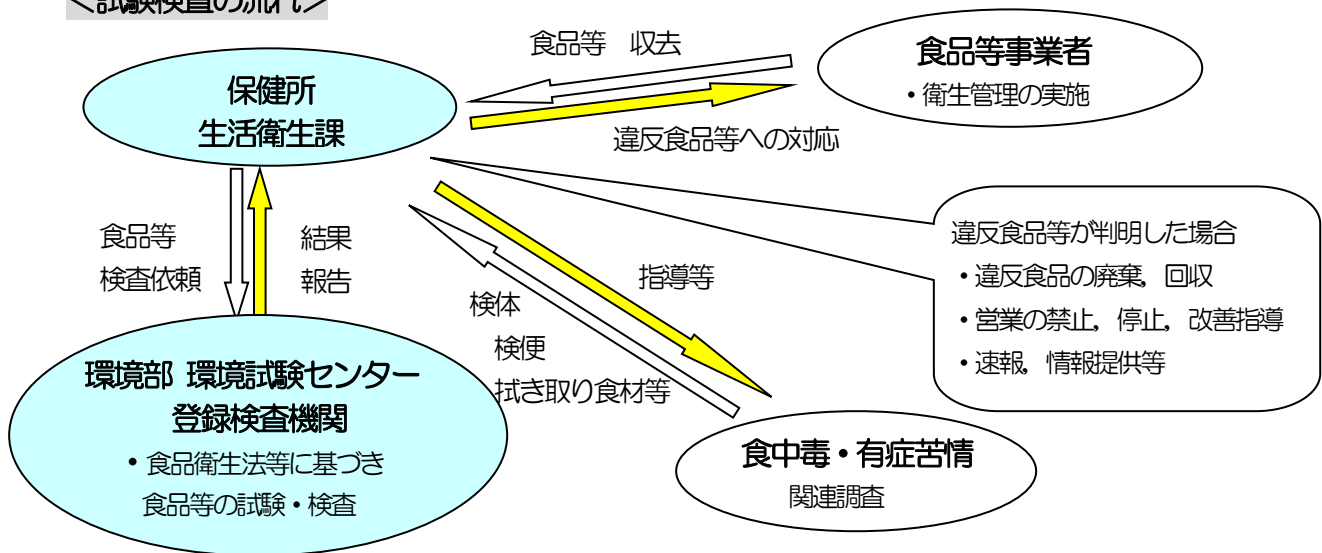 ＜試験検査の流れ＞
保健所
生活衛生課
食品等　収去
違反食品等への対応
食品等事業者
・衛生管理の実施
食品等
検査依頼
結果
報告
指導等
検体
検便
拭き取り食材等
違反食品等が判明した場合
・違反食品の廃棄，回収
・営業の禁止，停止，改善指導
・速報，情報提供等
環境部 環境試験センター
登録検査機関
・食品衛生法等に基づき
食品等の試験・検査
食中毒・有症苦情
関連調査